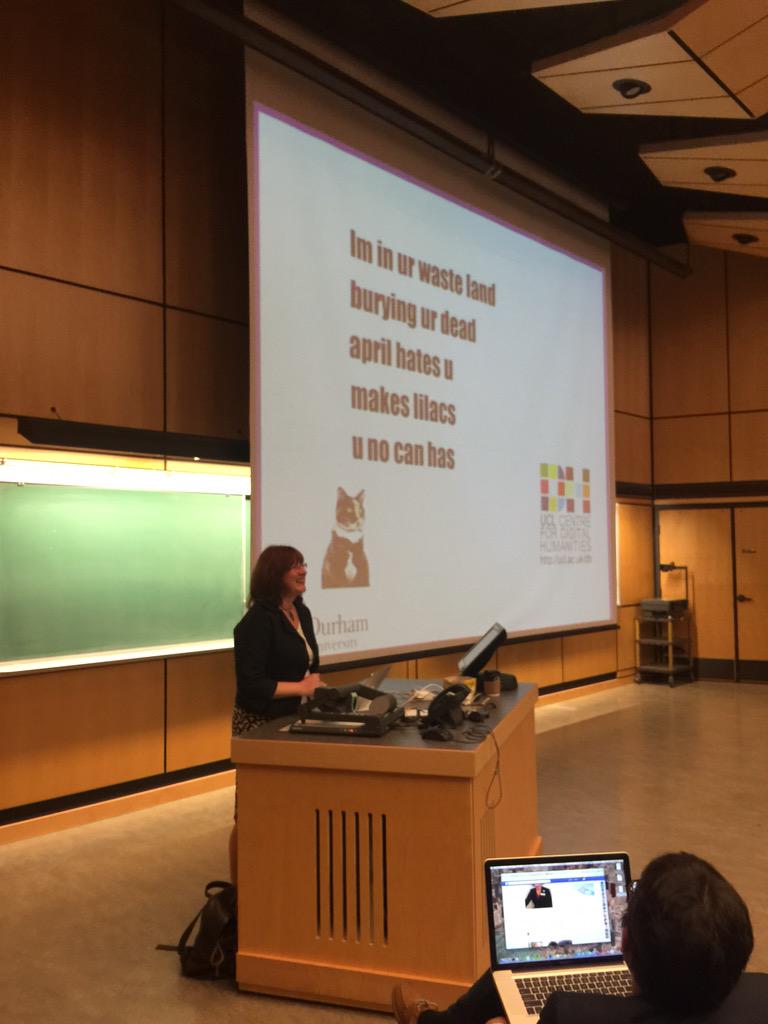 Im in ur waste land
burying ur dead
april hates u
makes lilacs
u no can has
UCL CENTRE
FOR DIGITAL
HUMANITIES
Durham
University